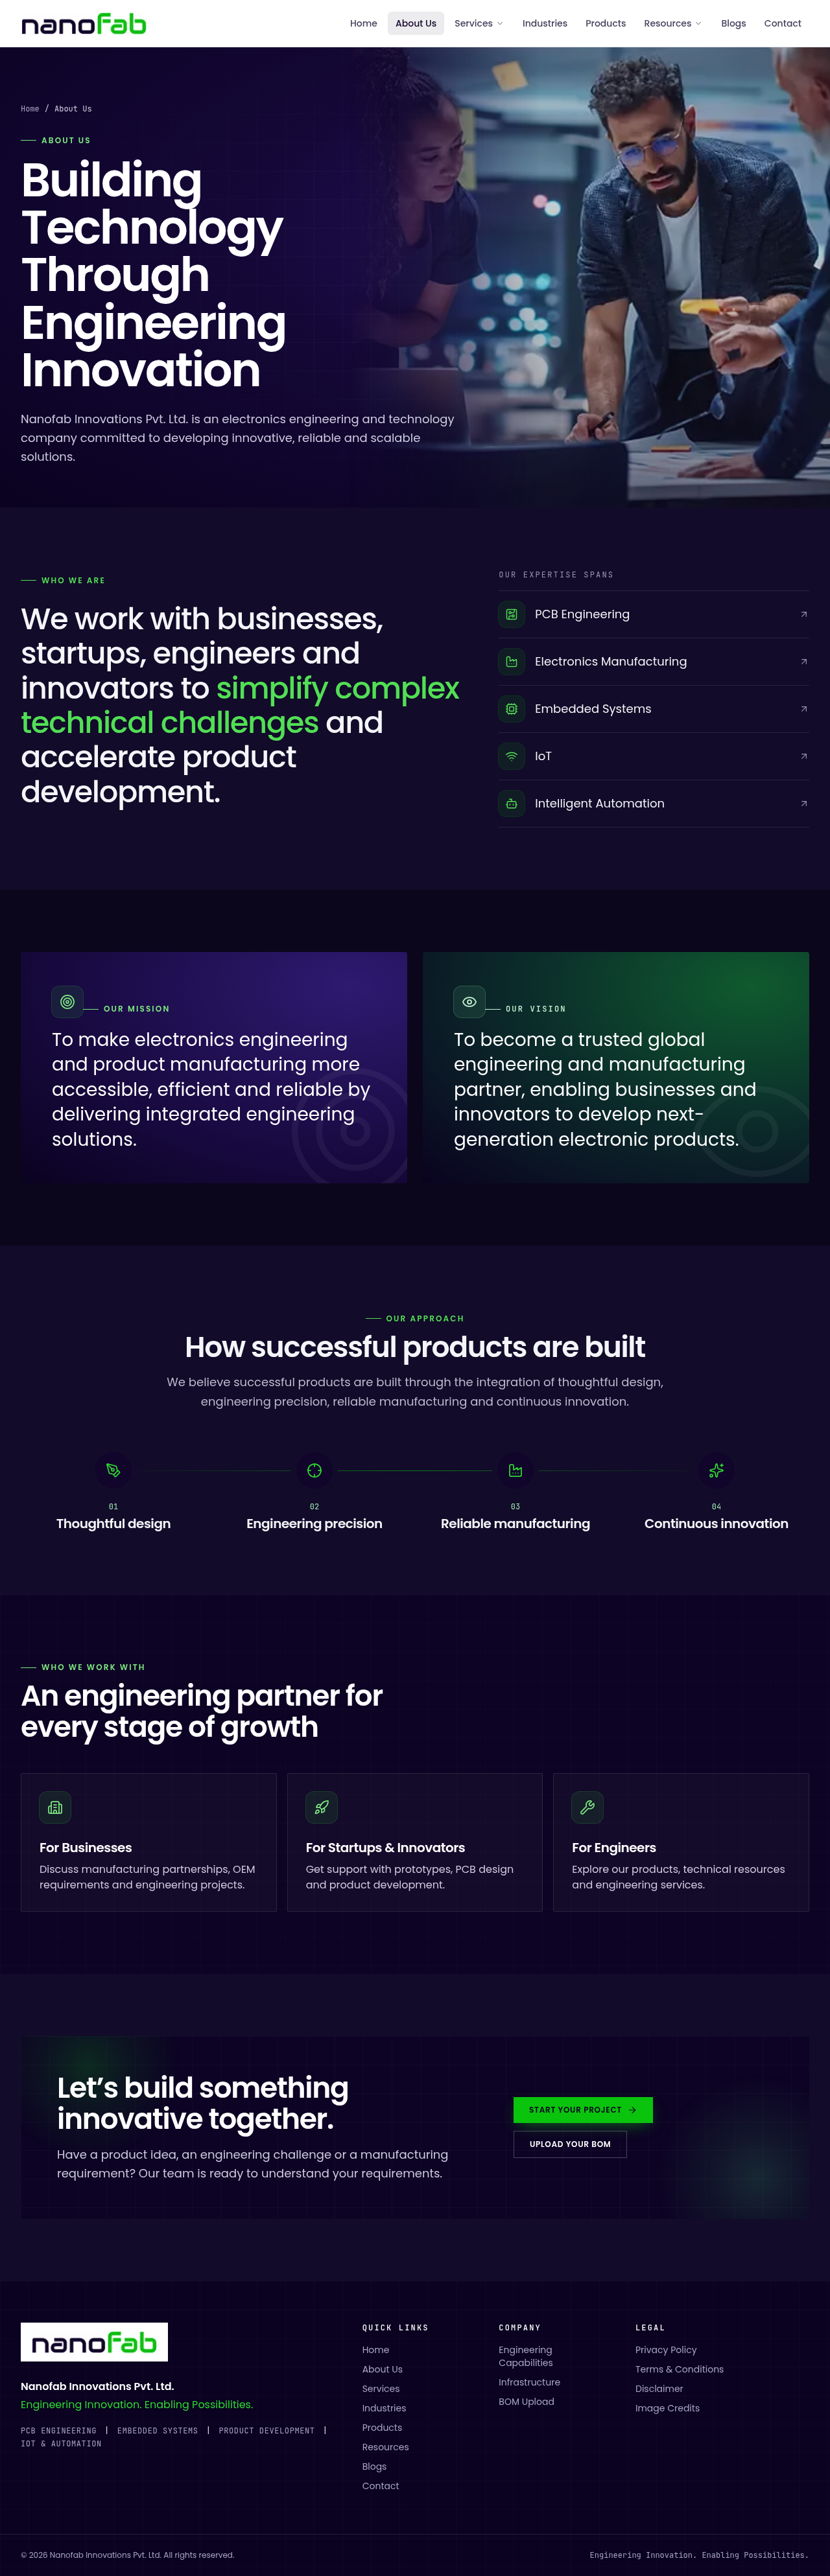 nanoFab
Home
About Us
Services
Industries
Products
Resources
Blogs
Contact
Home / About Us
ABOUT US
Building
Technology
Through
Engineering
Innovation
Nanofab Innovations Pvt. Ltd. is an electronics engineering and technology
company committed to developing innovative, reliable and scalable
solutions.
WHO WE ARE
We work with businesses,
startups, engineers and
innovators to simplify complex
technical challenges and
accelerate product
development.
OUR EXPERTISE SPANS
PCB Engineering
Electronics Manufacturing
Embedded Systems
IoT
Intelligent Automation
OUR MISSION
To make electronics engineering
and product manufacturing more
accessible, efficient and reliable by
delivering integrated engineering
solutions.
OUR VISION
To become a trusted global
engineering and manufacturing
partner, enabling businesses and
innovators to develop next-
generation electronic products.
OUR APPROACH
How successful products are built
We believe successful products are built through the integration of thoughtful design,
engineering precision, reliable manufacturing and continuous innovation.
01
Thoughtful design
02
Engineering precision
03
Reliable manufacturing
04
Continuous innovation
WHO WE WORK WITH
An engineering partner for
every stage of growth
For Businesses
Discuss manufacturing partnerships, OEM
requirements and engineering projects.
For Startups & Innovators
Get support with prototypes, PCB design
and product development.
For Engineers
Explore our products, technical resources
and engineering services.
Let’s build something
innovative together.
Have a product idea, an engineering challenge or a manufacturing
requirement? Our team is ready to understand your requirements.
START YOUR PROJECT
UPLOAD YOUR BOM
nanoFab
Nanofab Innovations Pvt. Ltd.
Engineering Innovation. Enabling Possibilities.
PCB ENGINEERING | EMBEDDED SYSTEMS | PRODUCT DEVELOPMENT |
IOT & AUTOMATION
QUICK LINKS
Home
About Us
Services
Industries
Products
Resources
Blogs
Contact
COMPANY
Engineering
Capabilities
Infrastructure
BOM Upload
LEGAL
Privacy Policy
Terms & Conditions
Disclaimer
Image Credits
© 2026 Nanofab Innovations Pvt. Ltd. All rights reserved.
Engineering Innovation. Enabling Possibilities.